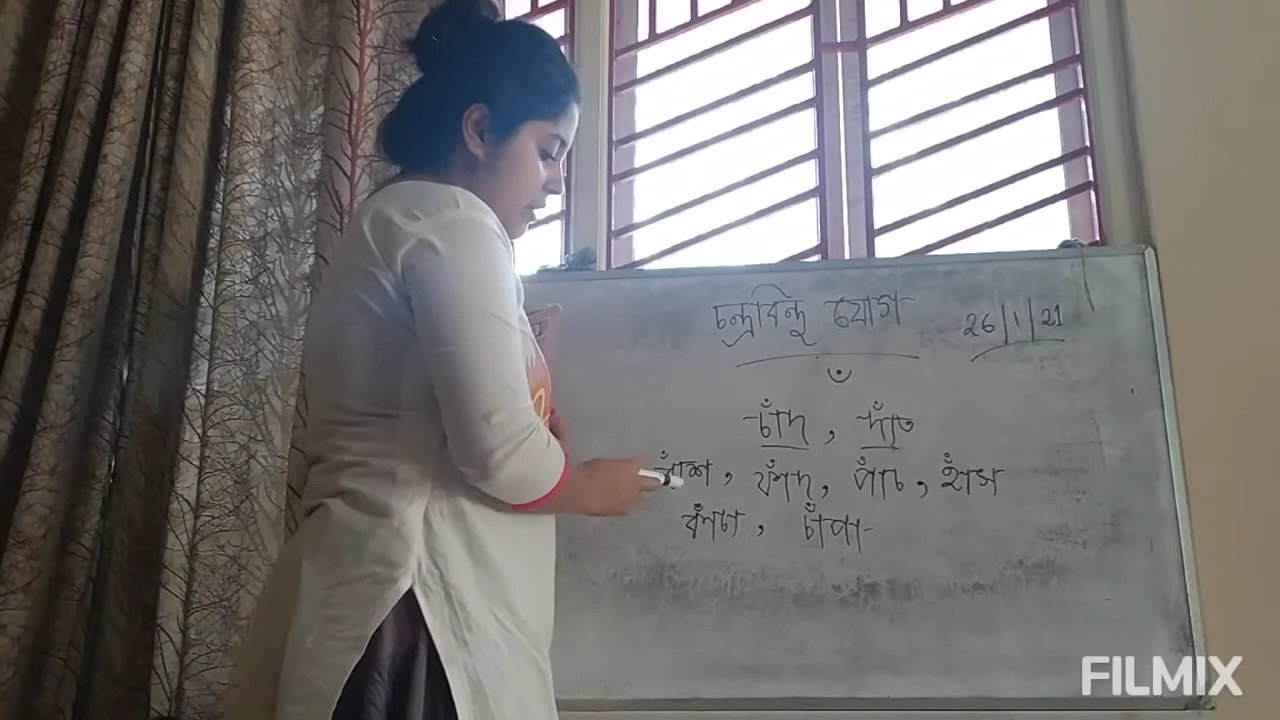 চন্দ্রবিন্দু যোগ
26/1/21
ঁ
চাঁদ, দাঁত
বাঁশ, ফাঁদ, পাঁচ, হাঁস
কাঁচা, চাঁপা
FILMIX